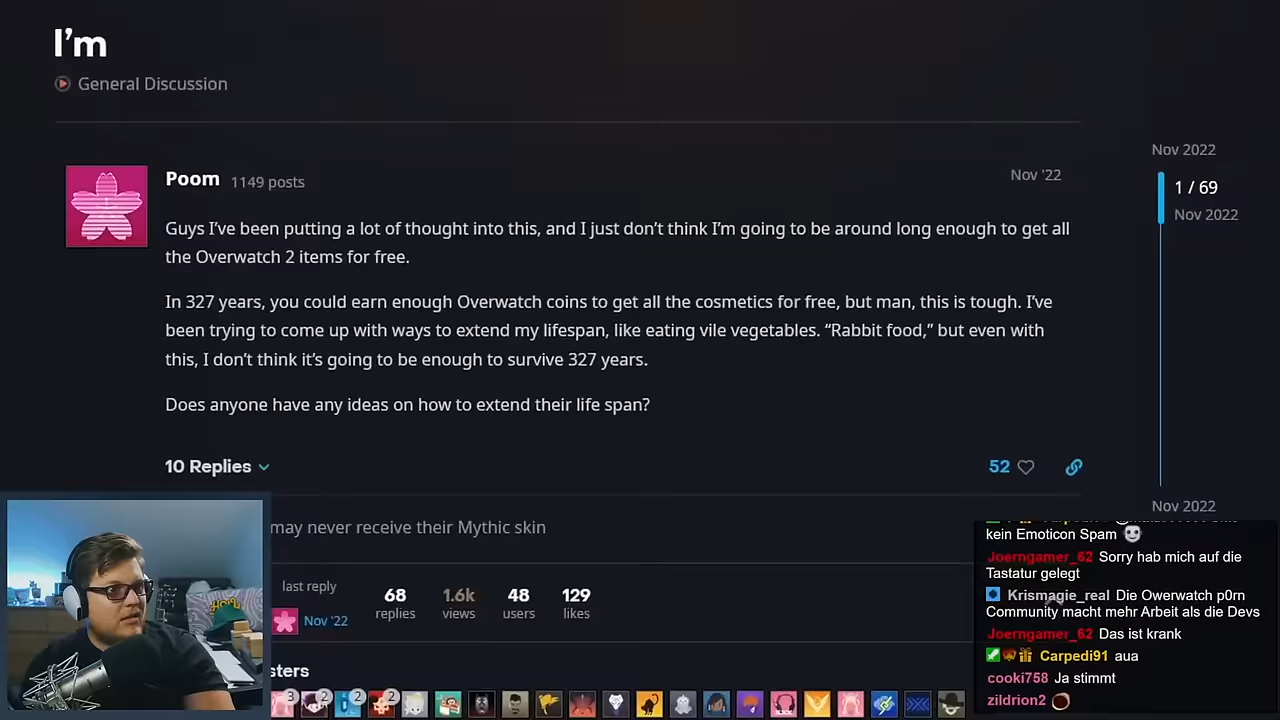 I'm
General Discussion
Poom 1149 posts
Nov '22
Guys I've been putting a lot of thought into this, and I just don't think I'm going to be around long enough to get all
the Overwatch 2 items for free.
In 327 years, you could earn enough Overwatch coins to get all the cosmetics for free, but man, this is tough. I've
been trying to come up with ways to extend my lifespan, like eating vile vegetables. “Rabbit food,” but even with
this, I don't think it's going to be enough to survive 327 years.
Does anyone have any ideas on how to extend their life span?
10 Replies
52
Nov 2022
1 / 69
Nov 2022
Nov 2022
may never receive their Mythic skin
last reply
Nov '22
68
replies
1.6k
views
48
users
129
likes
sters
3
2
2
2
kein Emoticon Spam
Joerngamer_62 Sorry hab mich auf die
Tastatur gelegt
Krismagie_real Die Owerwatch p0rn
Community macht mehr Arbeit als die Devs
Joerngamer_62 Das ist krank
Carpedi91 aua
cooki758 Ja stimmt
zildrion2